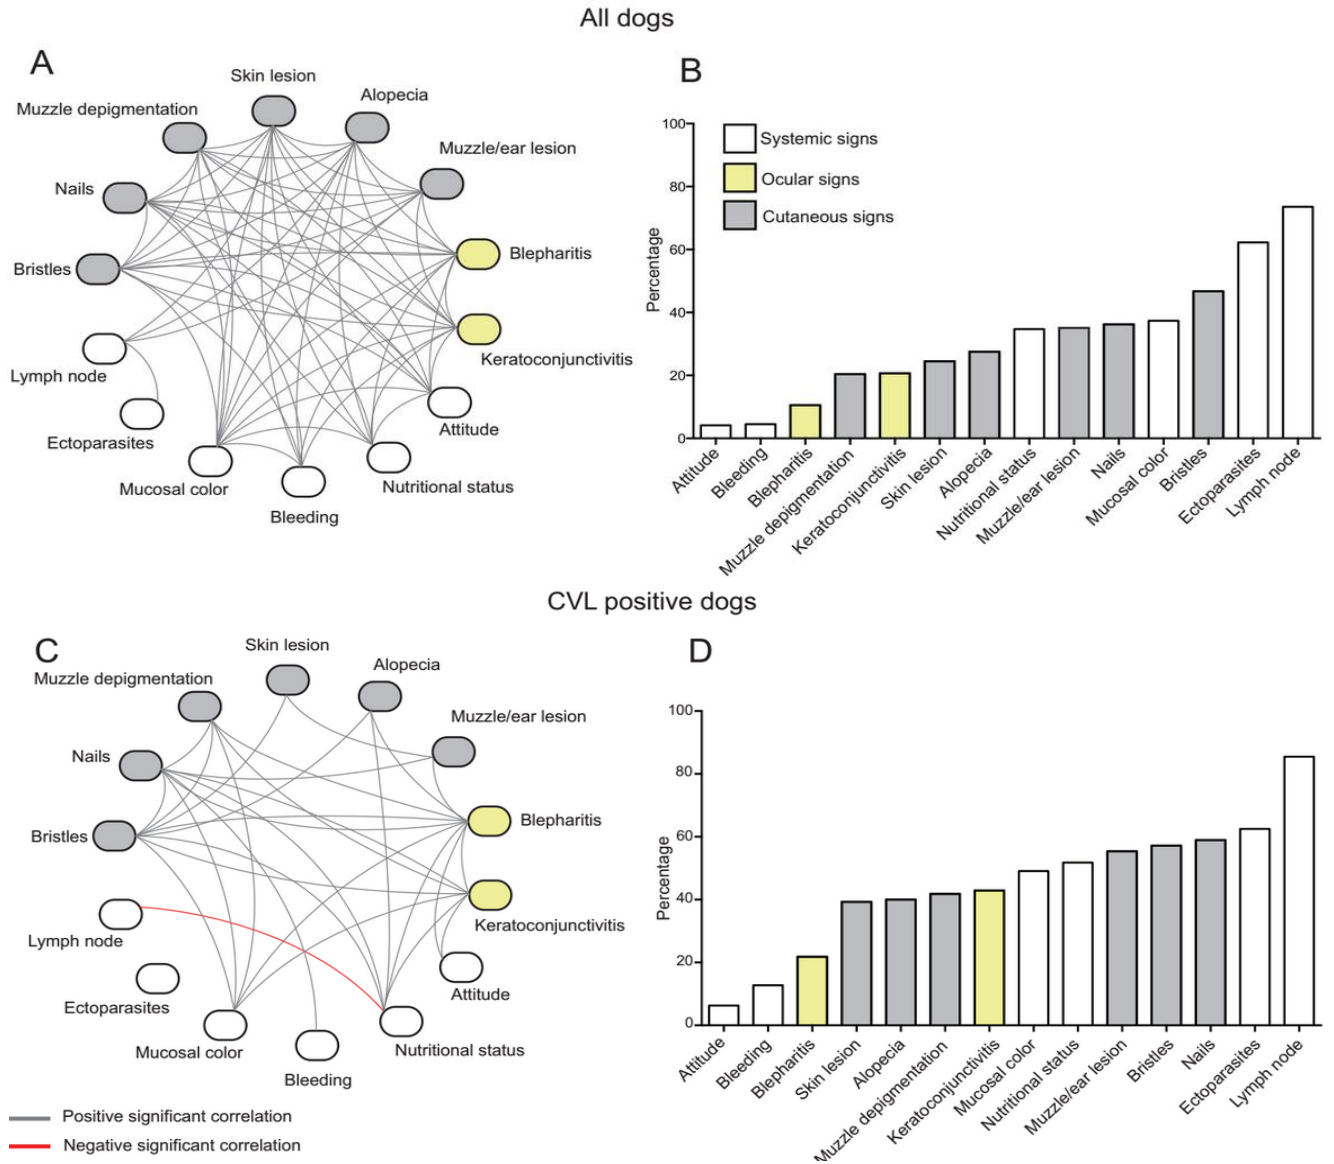 All dogs
A
Skin lesion
Alopecia
Muzzle depigmentation
Muzzle/ear lesion
Nails
Blepharitis
Bristles
Keratoconjunctivitis
Lymph node
Attitude
Ectoparasites
Nutritional status
Mucosal color
Bleeding
B
100
80
60
40
20
0
Percentage
Systemic signs
Ocular signs
Cutaneous signs
Attitude
Bleeding
Blepharitis
Muzzle depigmentation
Keratoconjunctivitis
Skin lesion
Alopecia
Nutritional status
Muzzle/ear lesion
Nails
Mucosal color
Bristles
Ectoparasites
Lymph node
CVL positive dogs
C
Skin lesion
Alopecia
Muzzle depigmentation
Muzzle/ear lesion
Nails
Blepharitis
Bristles
Keratoconjunctivitis
Lymph node
Attitude
Ectoparasites
Mucosal color
Nutritional status
Bleeding
Positive significant correlation
Negative significant correlation
D
100
80
60
40
20
0
Percentage
Attitude
Bleeding
Blepharitis
Skin lesion
Alopecia
Muzzle depigmentation
Keratoconjunctivitis
Mucosal color
Nutritional status
Muzzle/ear lesion
Bristles
Nails
Ectoparasites
Lymph node